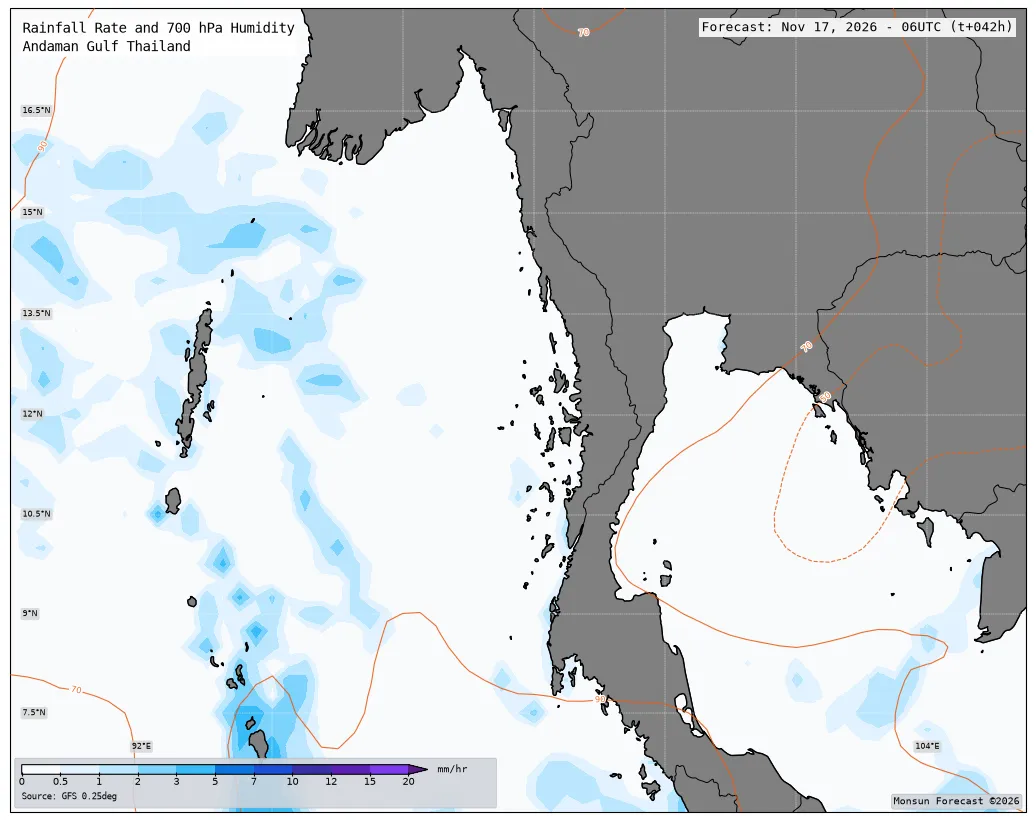 Rainfall Rate and 700 hPa Humidity
Andaman Gulf Thailand
Forecast: Nov 17, 2026 - 06UTC (t+042h)
70
16.5°N
90
15°N
13.5°N
70
12°N
10.5°N
9°N
70
90
7.5°N
92°E
104°E
0 0.5 1 2 3 5 7 10 12 15 20 mm/hr
Source: GFS 0.25deg
Monsun Forecast ©2026